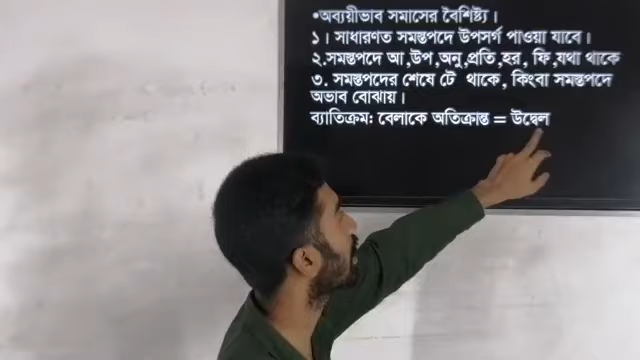 •অব্যয়ীভাব সমাসের বৈশিষ্ট্য।
১। সাধারণত সমস্তপদে উপসর্গ পাওয়া যাবে।
২.সমস্তপদে আ,উপ,অনু,প্রতি,হর, ফি,যথা থাকে
৩. সমস্তপদের শেষে টে থাকে, কিংবা সমস্তপদে
অভাব বোঝায়।
ব্যাতিক্রম: বেলাকে অতিক্রান্ত = উদ্বেল